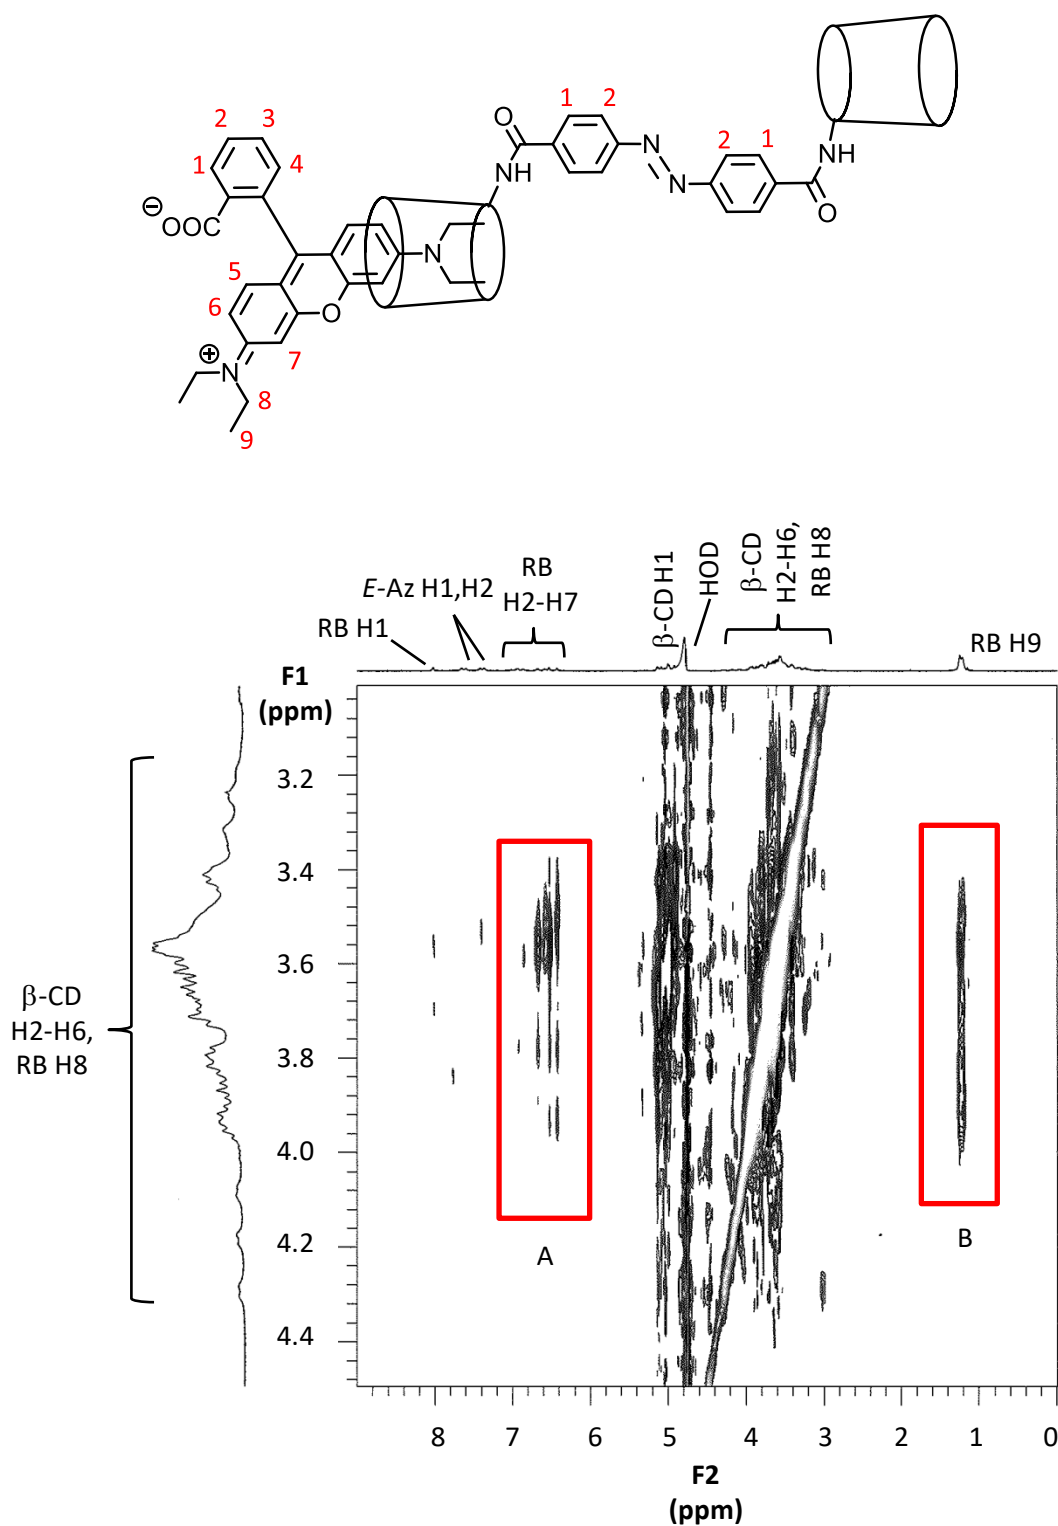 O
1
2
N
N
2
1
NH
O
NH
2
3
1
4
⊖
OOC
N
5
6
O
7
⊕
N
8
9
RB H1
E-Az H1,H2
RB
H2-H7
β-CD H1
HOD
β-CD
H2-H6,
RB H8
RB H9
F1
(ppm)
3.2
3.4
3.6
3.8
4.0
4.2
4.4
β-CD
H2-H6,
RB H8
A
B
8 7 6 5 4 3 2 1 0
F2
(ppm)